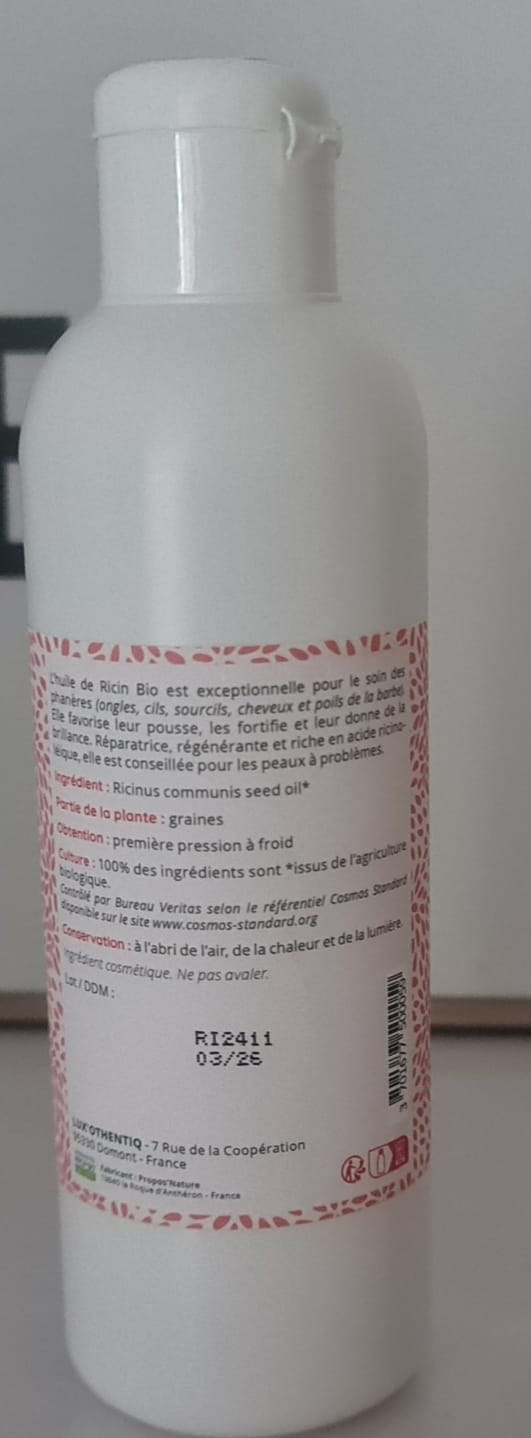 L'huile de Ricin Bio est exceptionnelle pour le soin des
phanères (ongles, cils, sourcils, cheveux et poils de la barbe).
Elle favorise leur pousse, les fortifie et leur donne de la
brillance. Réparatrice, régénérante et riche en acide ricino-
léique, elle est conseillée pour les peaux à problèmes.
Ingrédient : Ricinus communis seed oil*
Partie de la plante : graines
Obtention : première pression à froid
Culture : 100% des ingrédients sont *issus de l'agriculture
biologique.
Contrôlé par Bureau Veritas selon le référentiel Cosmos Standard
disponible sur le site www.cosmos-standard.org
Conservation : à l'abri de l'air, de la chaleur et de la lumière.
Ingrédient cosmétique. Ne pas avaler.
Lot / DDM :
RI2411
03/26
LUX'OTHENTIQ - 7 Rue de la Coopération
95330 Domont - France
Fabricant : Propos'Nature
13640 la Roque d'Anthéron - France